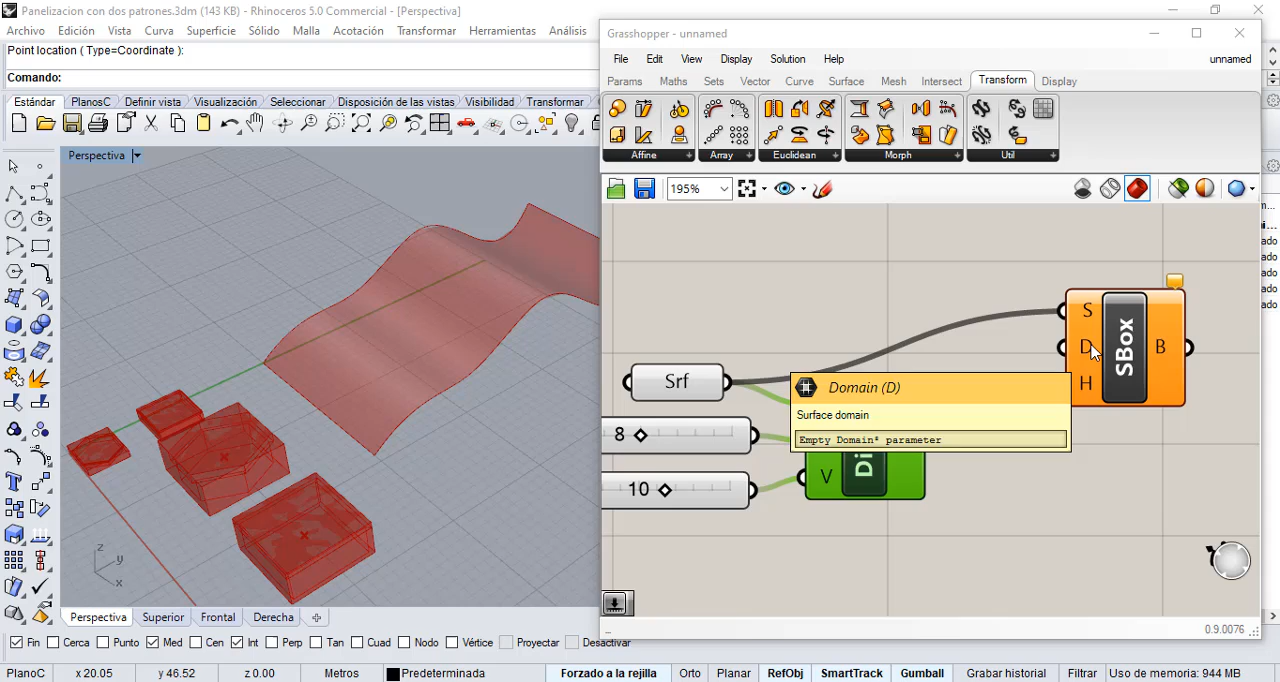 Panelizacion con dos patrones.3dm (143 KB) - Rhinoceros 5.0 Commercial - [Perspectiva]
Archivo Edición Vista Curva Superficie Sólido Malla Acotación Transformar Herramientas Análisis
Point location ( Type=Coordinate ):
Comando:
Estándar PlanosC Definir vista Visualización Seleccionar Disposición de las vistas Visibilidad Transformar
Perspectiva
z
y
x
Perspectiva Superior Frontal Derecha
Fin Cerca Punto Med Cen Int Perp Tan Cuad Nodo Vértice Proyectar Desactivar
PlanoC x 20.05 y 46.52 z 0.00 Metros Predeterminada Forzado a la rejilla Orto Planar RefObj SmartTrack Gumball Grabar historial Filtrar Uso de memoria: 944 MB
Grasshopper - unnamed
File Edit View Display Solution Help unnamed
Params Maths Sets Vector Curve Surface Mesh Intersect Transform Display
Affine Array Euclidean Morph Util
195%
S
D
H
SBox
B
Srf
Domain (D)
Surface domain
Empty Domain² parameter
8
10
V
Di
0.9.0076
ado
ado
ado
ado
ado